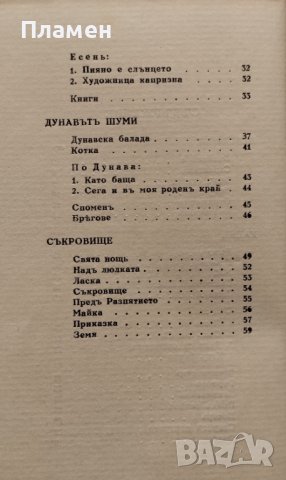 Пламен
Есень:
1. Пияно е слънцето 32
2. Художница капризна 32
Книги 33
ДУНАВЪТЪ ШУМИ
Дунавска балада 37
Котка 41
По Дунава:
1. Като баща 43
2. Сега и въ моя роденъ край 44
Споменъ 45
Брѣгове 46
СЪКРОВИЩЕ
Свята нощь 49
Надъ люлката 52
Ласка 53
Съкровище 54
Предъ Разпятието 55
Майка 56
Приказка 57
Земя 59
BAZAR
bg